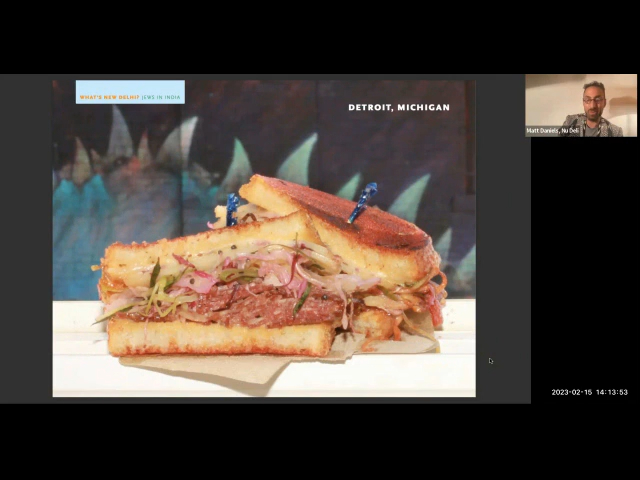 WHAT'S NEW DELHI? JEWS IN INDIA
DETROIT, MICHIGAN
Matt Daniels, Nu Deli
2023-02-15 14:13:53